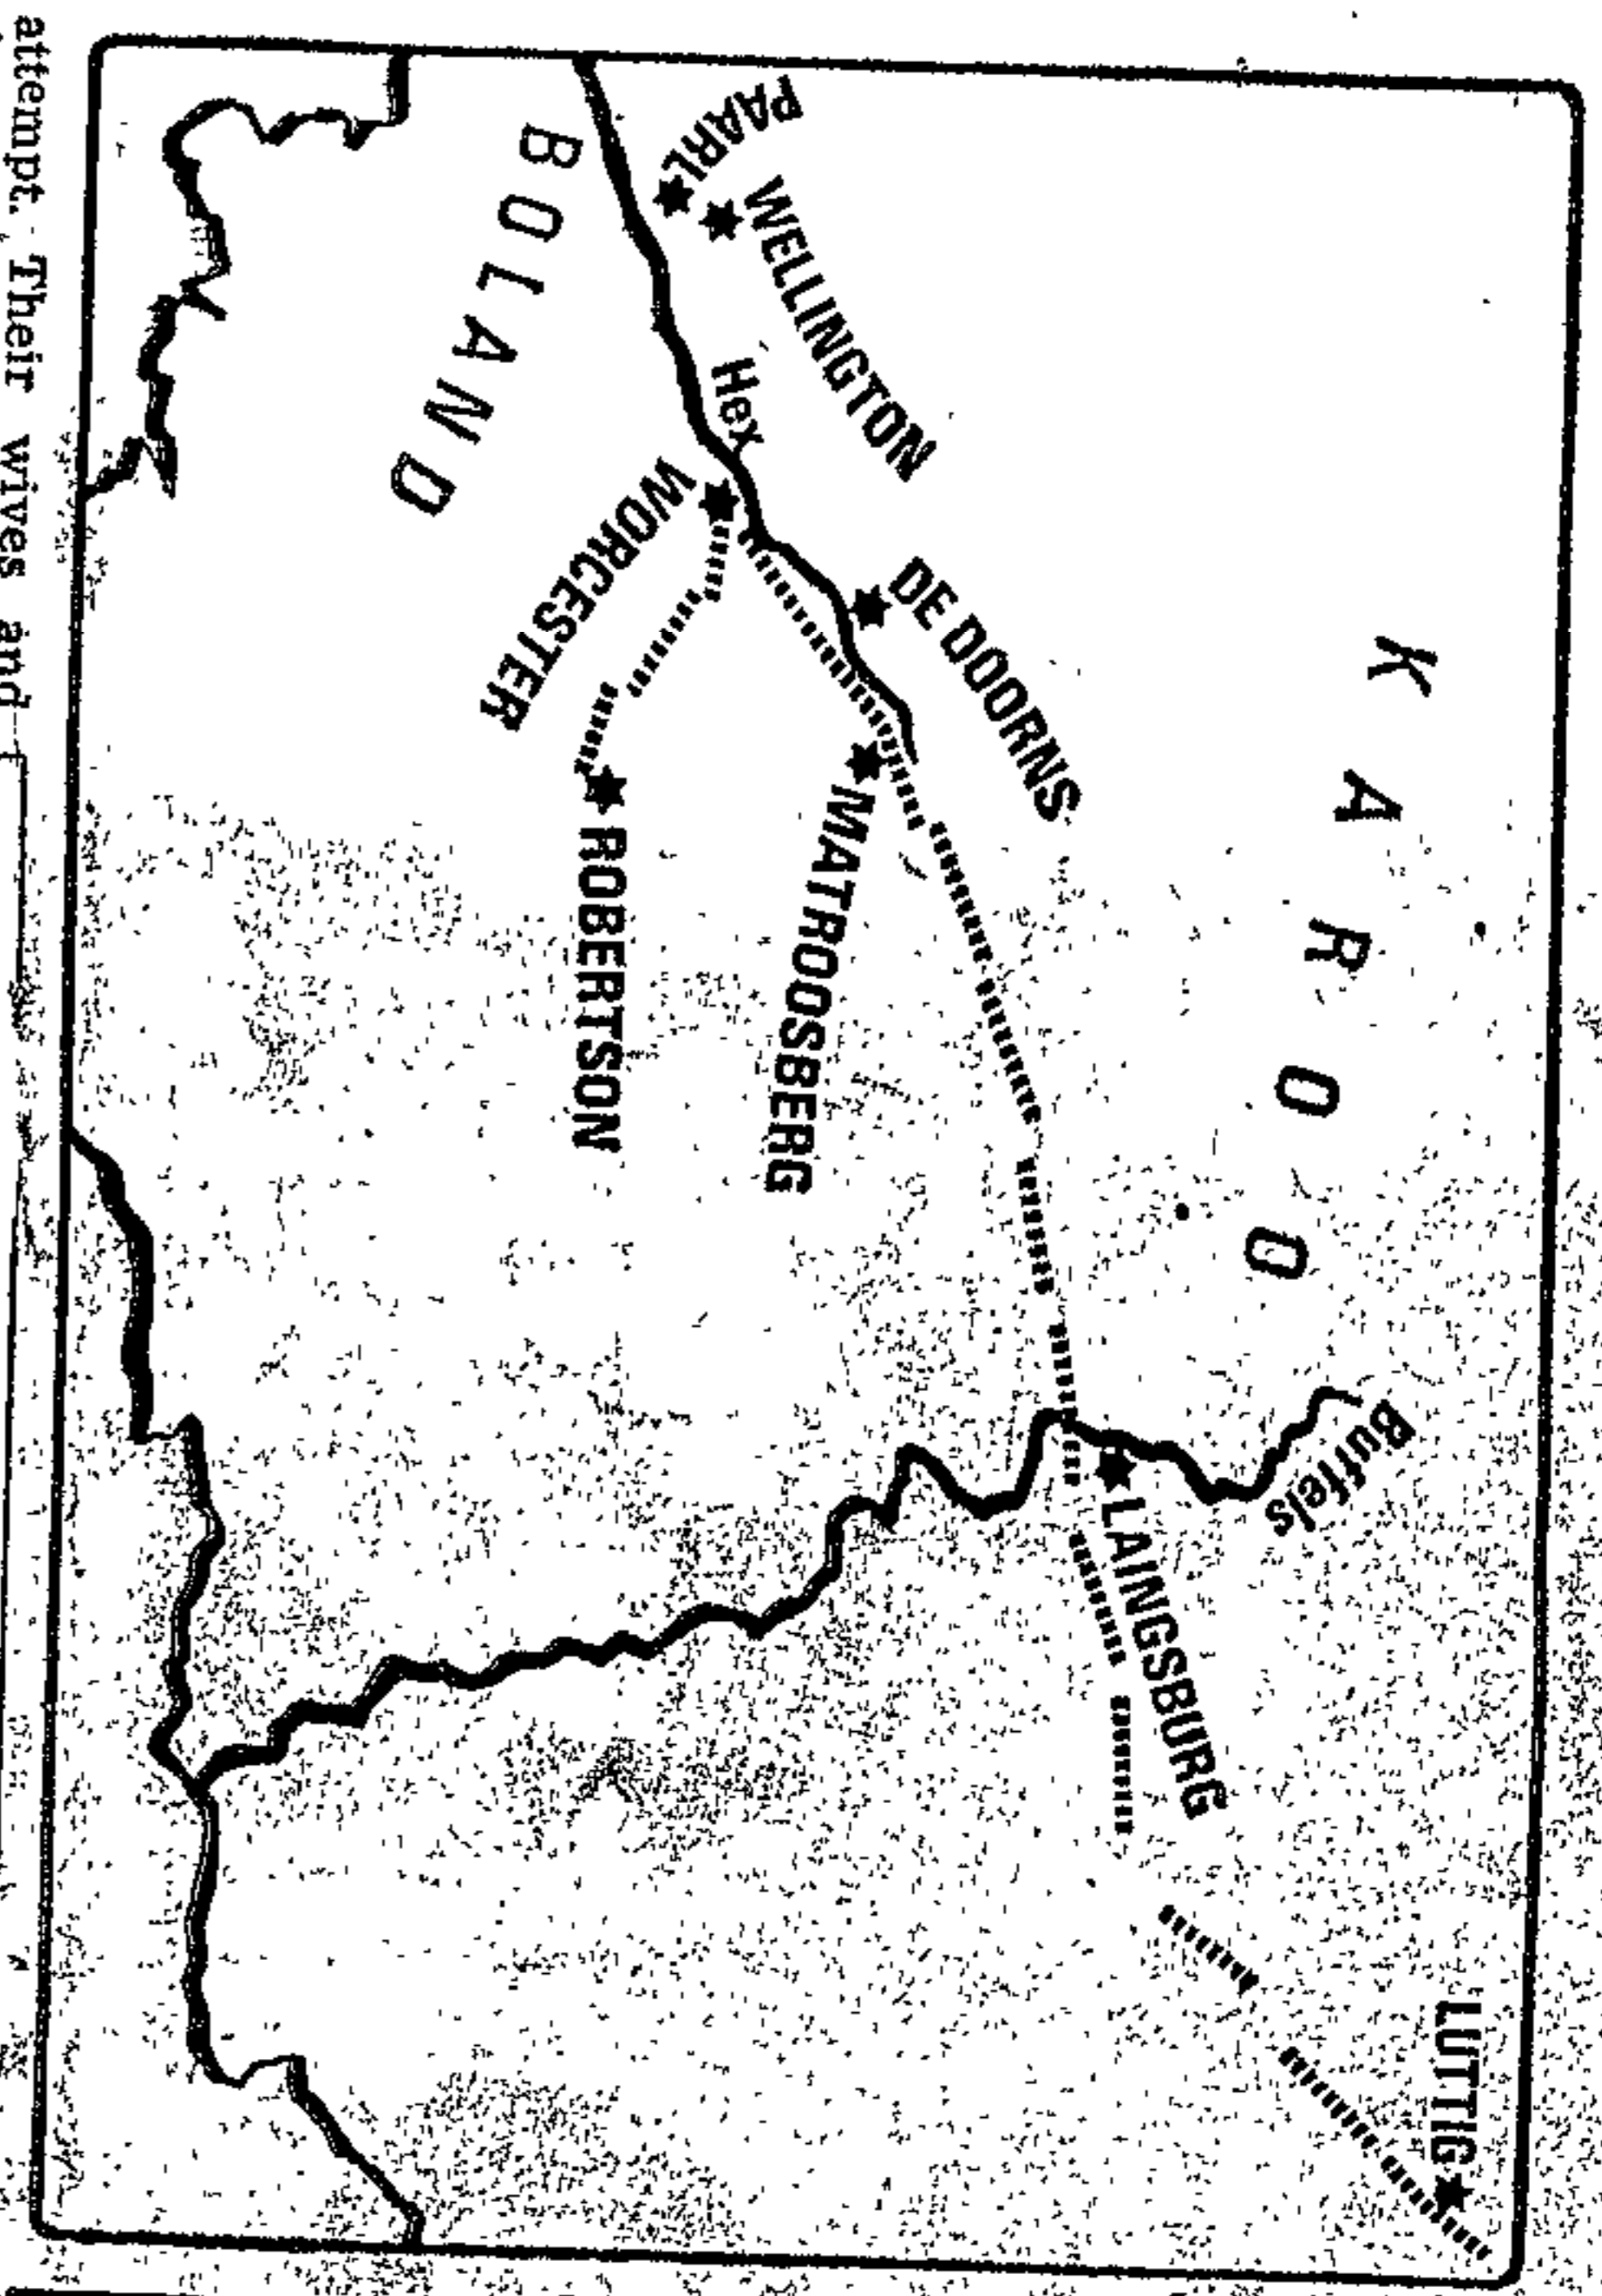 KAROO
LUTTIG
Buffels
LAINGSBURG
DE DOORNS
WELLINGTON
PAARL
Hex
MATROOSBERG
WORCESTER
ROBERTSON
BOLAND
attempt. Their wives and